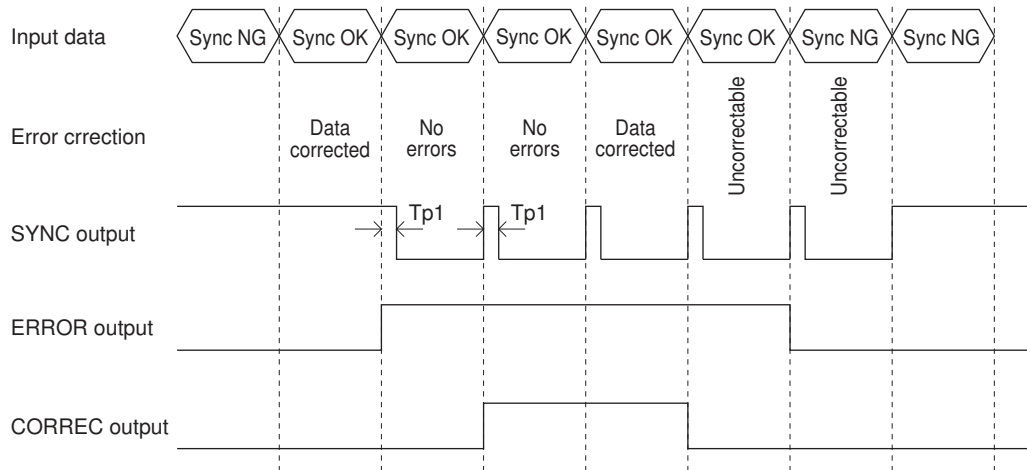 Input data
Sync NG Sync OK Sync OK Sync OK Sync OK Sync OK Sync NG Sync NG
Error crrection
Data
corrected
No
errors
No
errors
Data
corrected
Uncorrectable
Uncorrectable
SYNC output
Tp1
Tp1
ERROR output
CORREC output